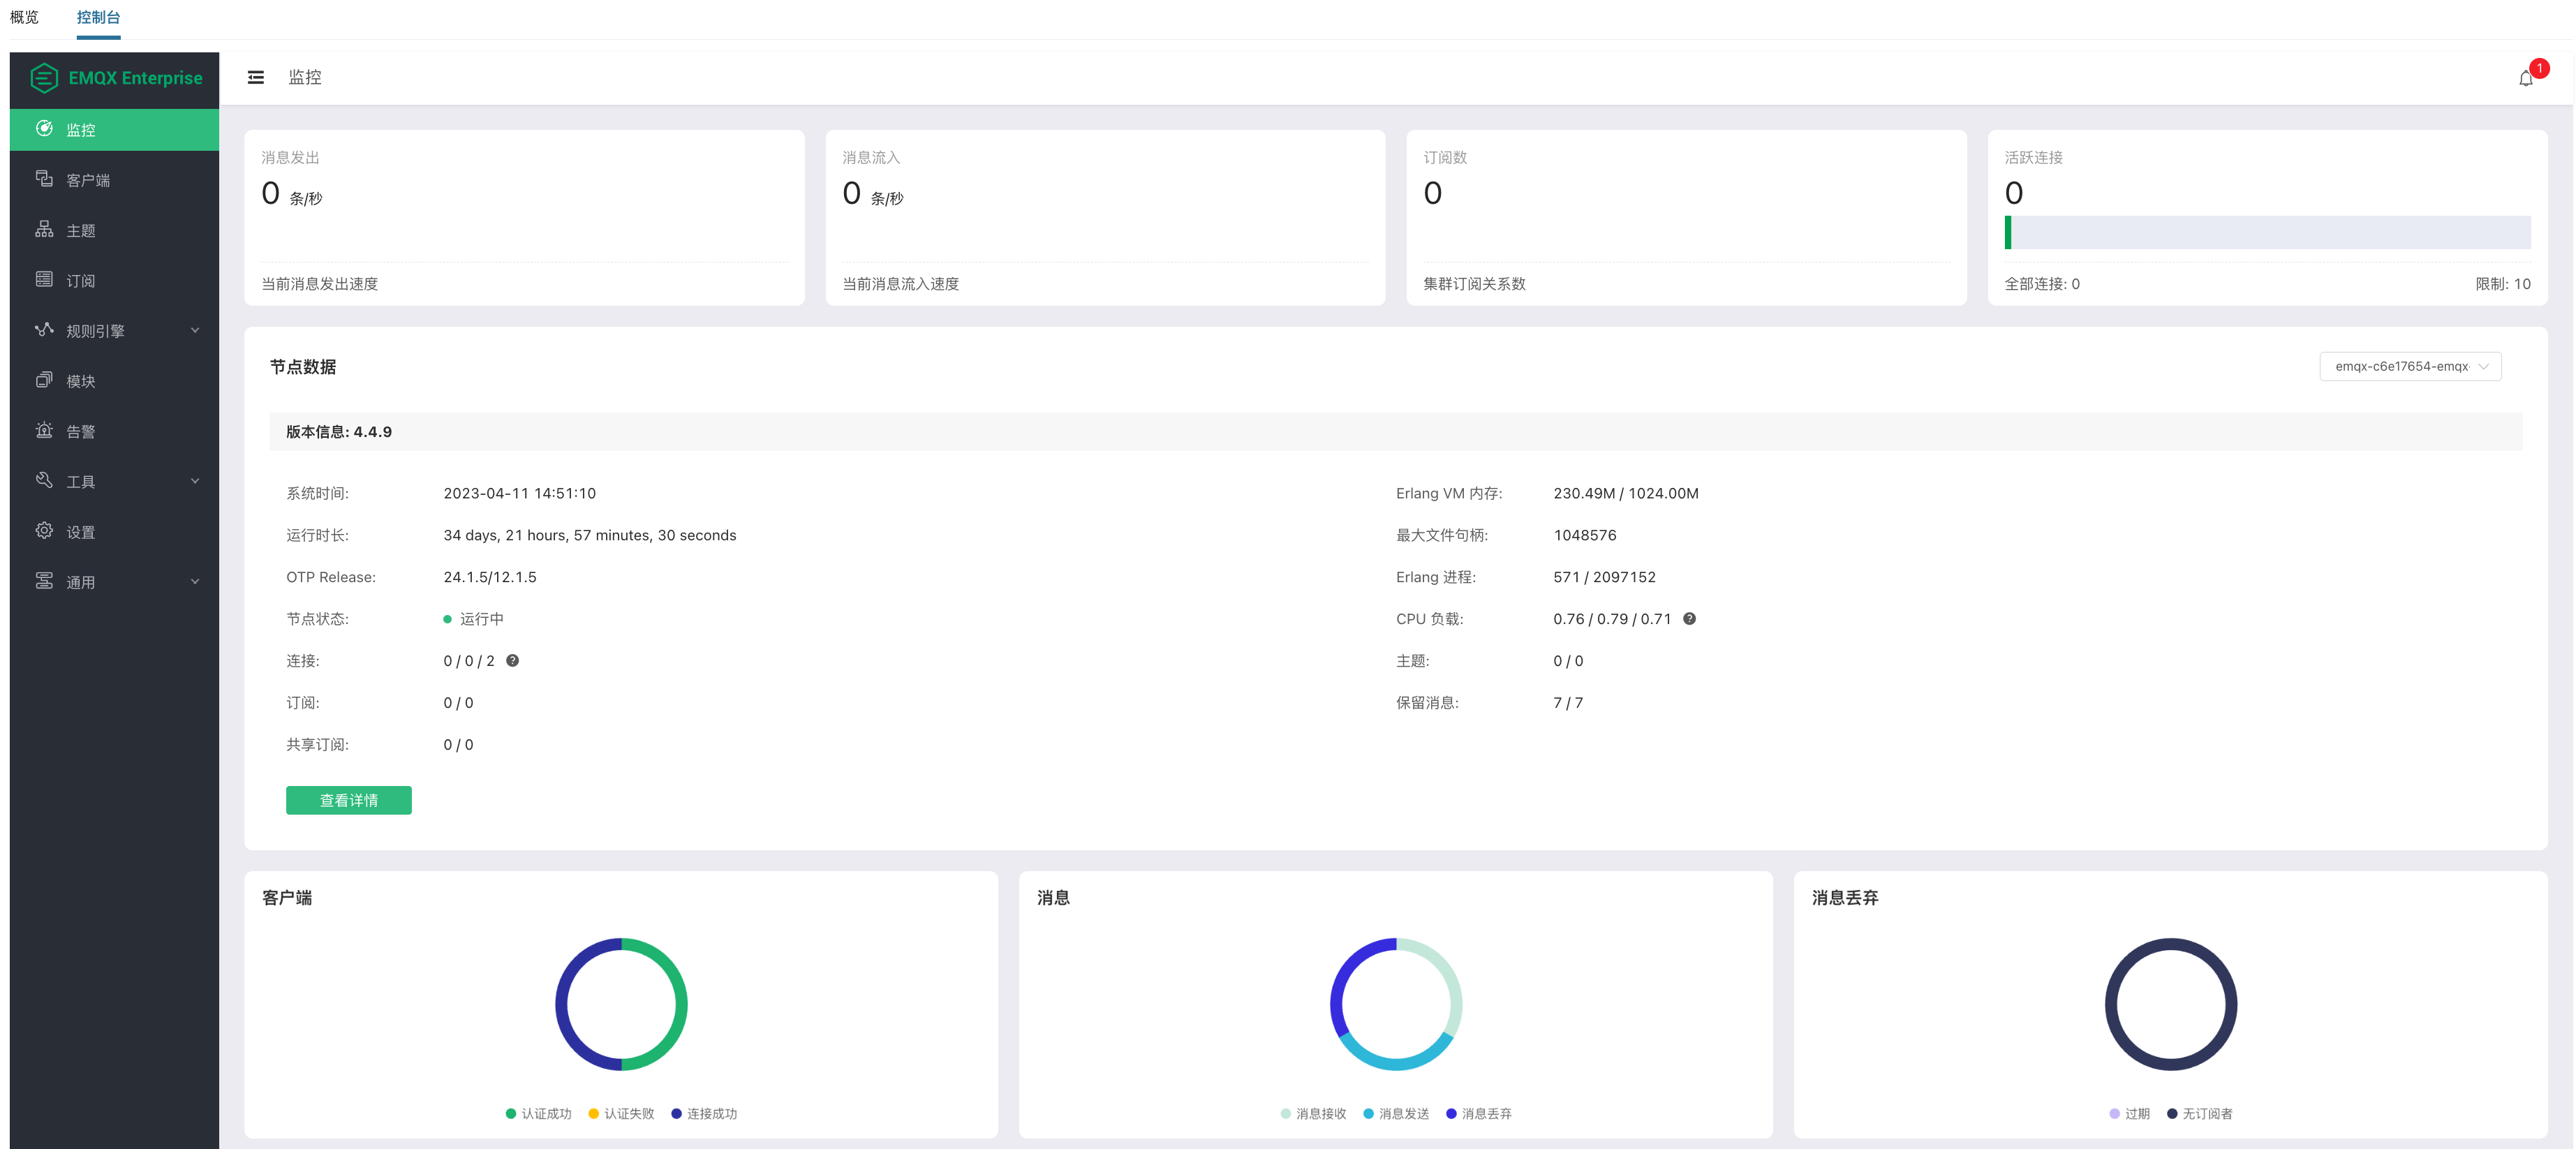 概览 控制台
EMQX Enterprise
监控
客户端
主题
订阅
规则引擎
模块
告警
工具
设置
通用
监控
1
消息发出
0 条/秒
当前消息发出速度
消息流入
0 条/秒
当前消息流入速度
订阅数
0
集群订阅关系数
活跃连接
0
全部连接: 0 限制: 10
节点数据
emqx-c6e17654-emqx
版本信息: 4.4.9
系统时间: 2023-04-11 14:51:10
运行时长: 34 days, 21 hours, 57 minutes, 30 seconds
OTP Release: 24.1.5/12.1.5
节点状态: 运行中
连接: 0 / 0 / 2 ?
订阅: 0 / 0
共享订阅: 0 / 0
Erlang VM 内存: 230.49M / 1024.00M
最大文件句柄: 1048576
Erlang 进程: 571 / 2097152
CPU 负载: 0.76 / 0.79 / 0.71 ?
主题: 0 / 0
保留消息: 7 / 7
查看详情
客户端
认证成功 认证失败 连接成功
消息
消息接收 消息发送 消息丢弃
消息丢弃
过期 无订阅者